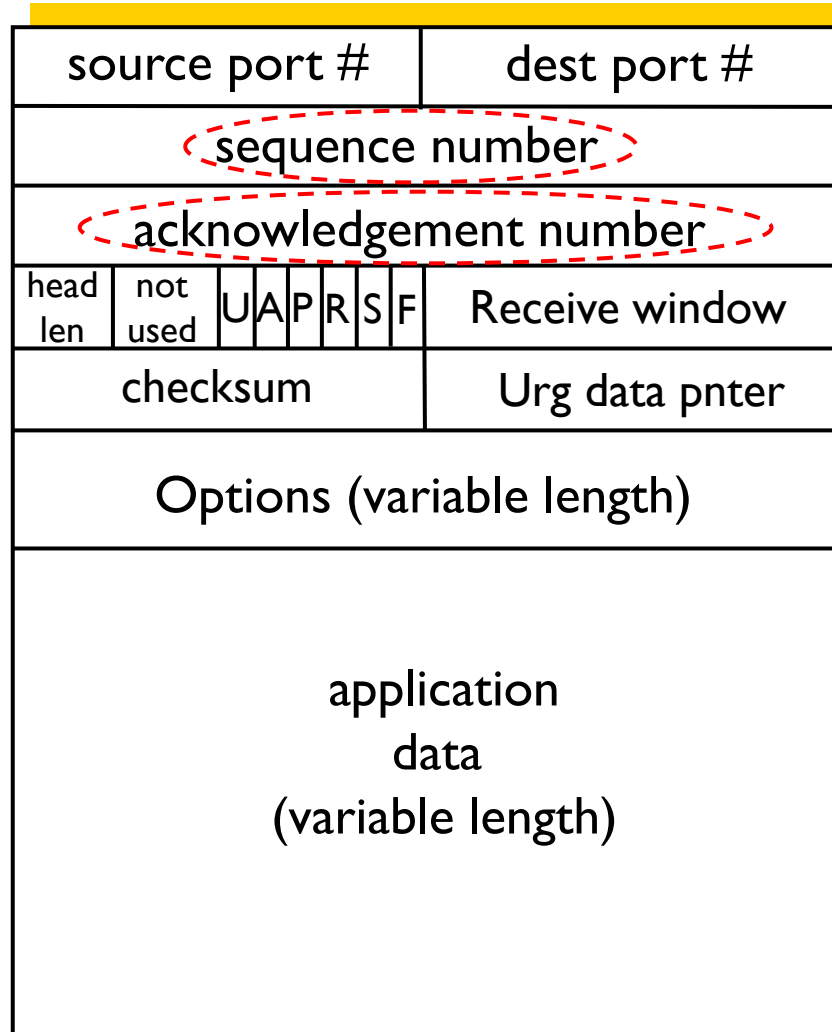 source port # dest port #
sequence number
acknowledgement number
head len not used U A P R S F Receive window
checksum Urg data pnter
Options (variable length)
application
data
(variable length)